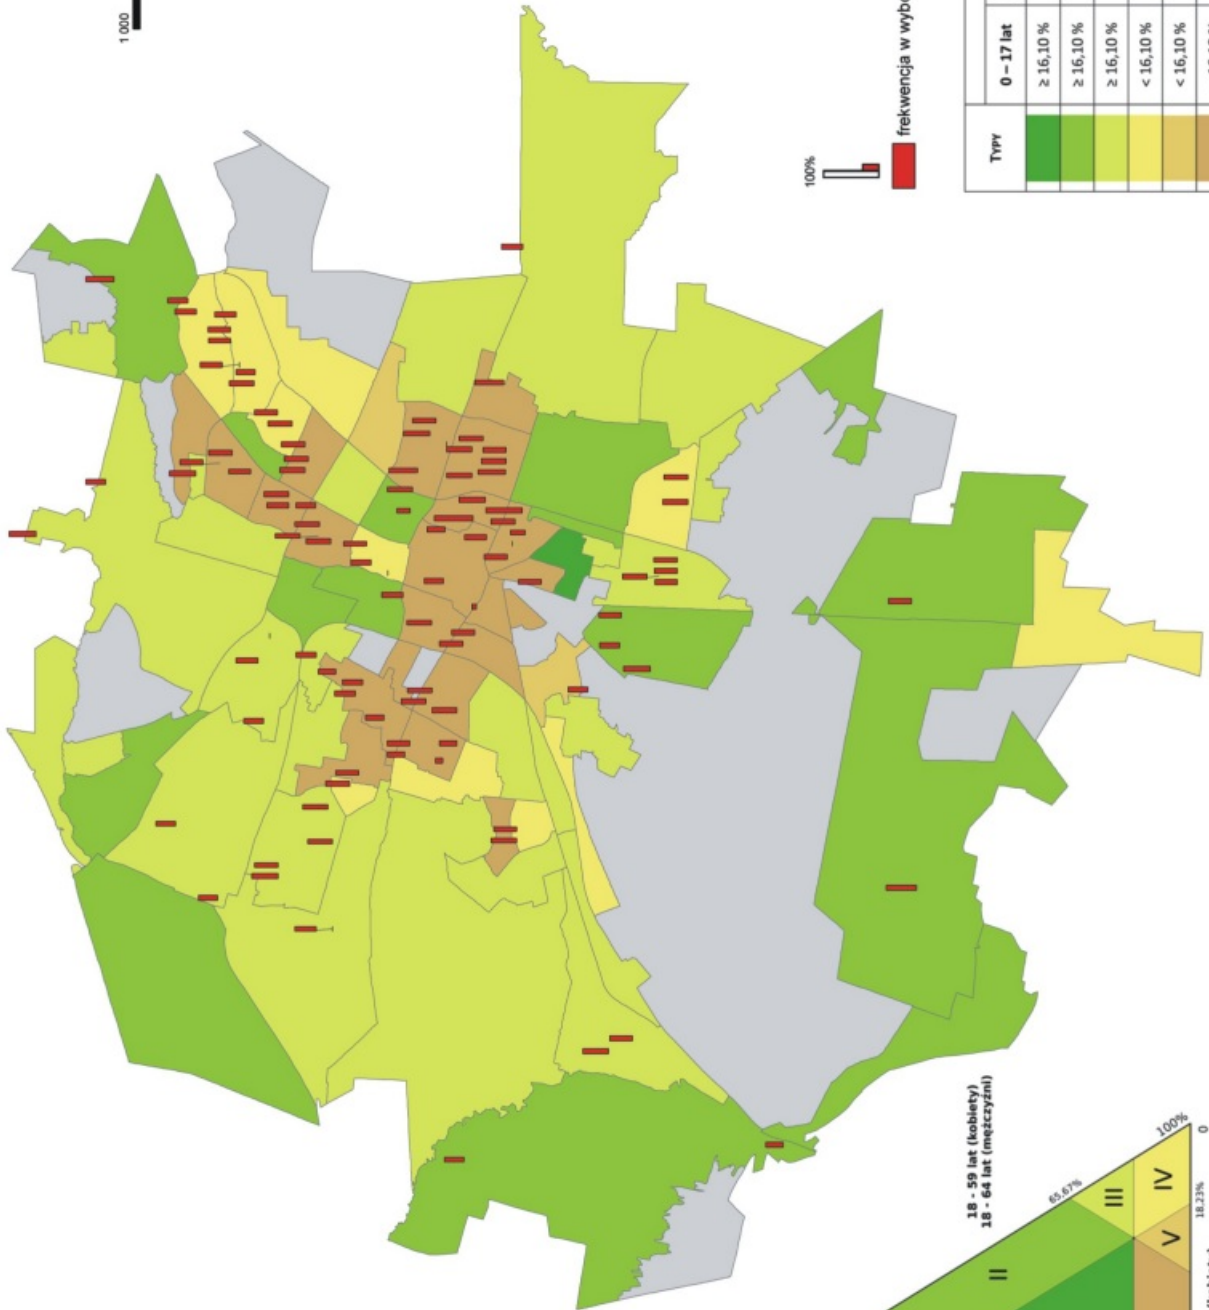 1 000
100%
frekwencja w wybo
TYPY
0 – 17 lat
≥ 16,10 %
≥ 16,10 %
≥ 16,10 %
< 16,10 %
< 16,10 %
18 - 59 lat (kobiety)
18 - 64 lat (mężczyźni)
65,67%
100%
0
18,23%
II
III
IV
V